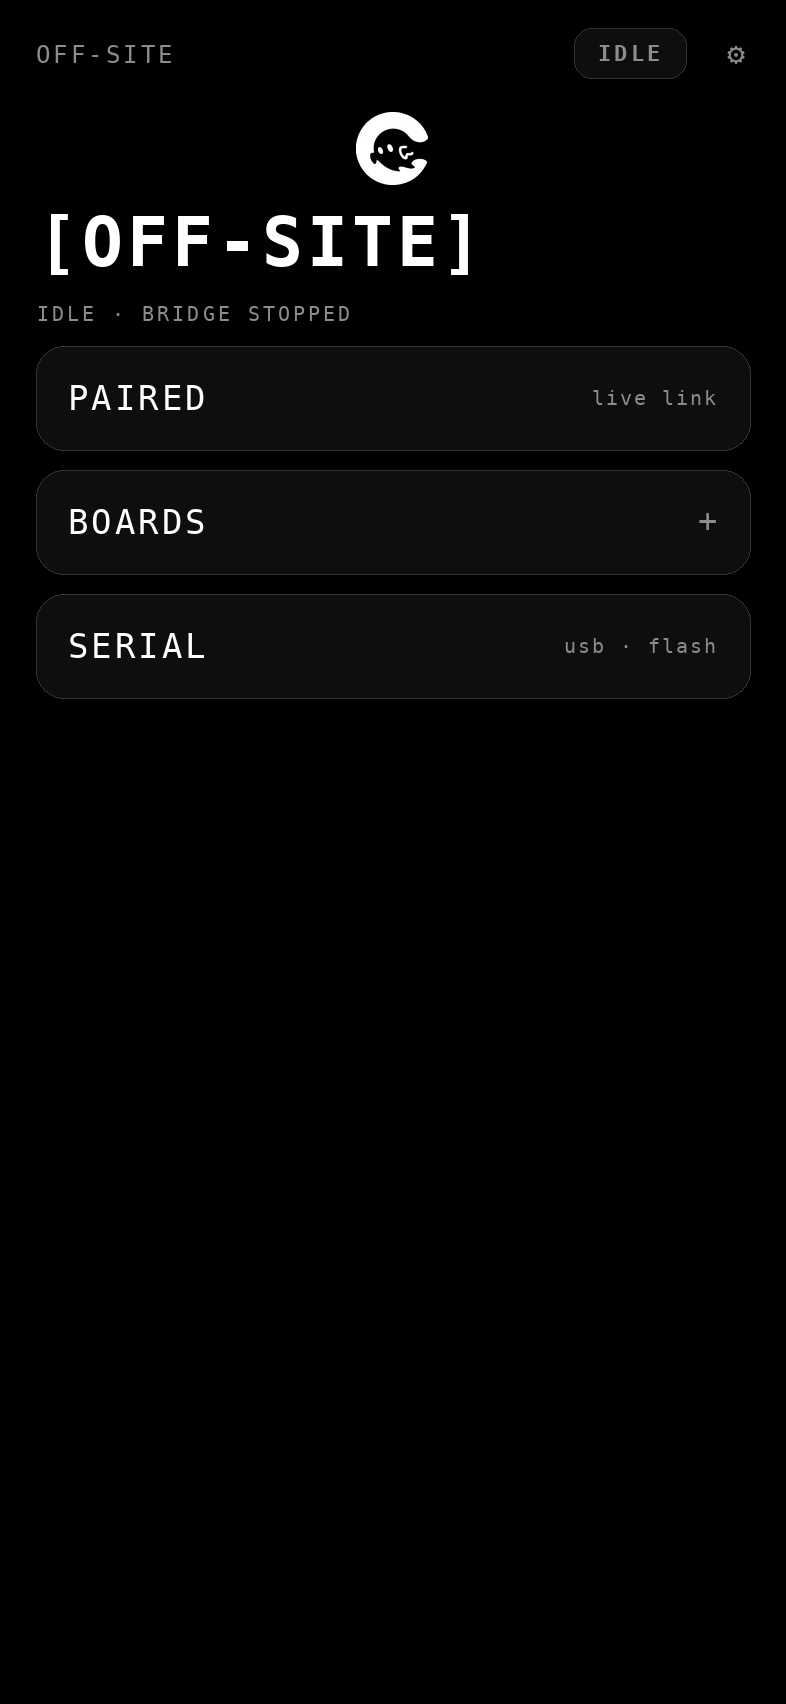 OFF-SITE IDLE ⚙
[OFF-SITE]
IDLE · BRIDGE STOPPED
PAIRED live link
BOARDS +
SERIAL usb · flash